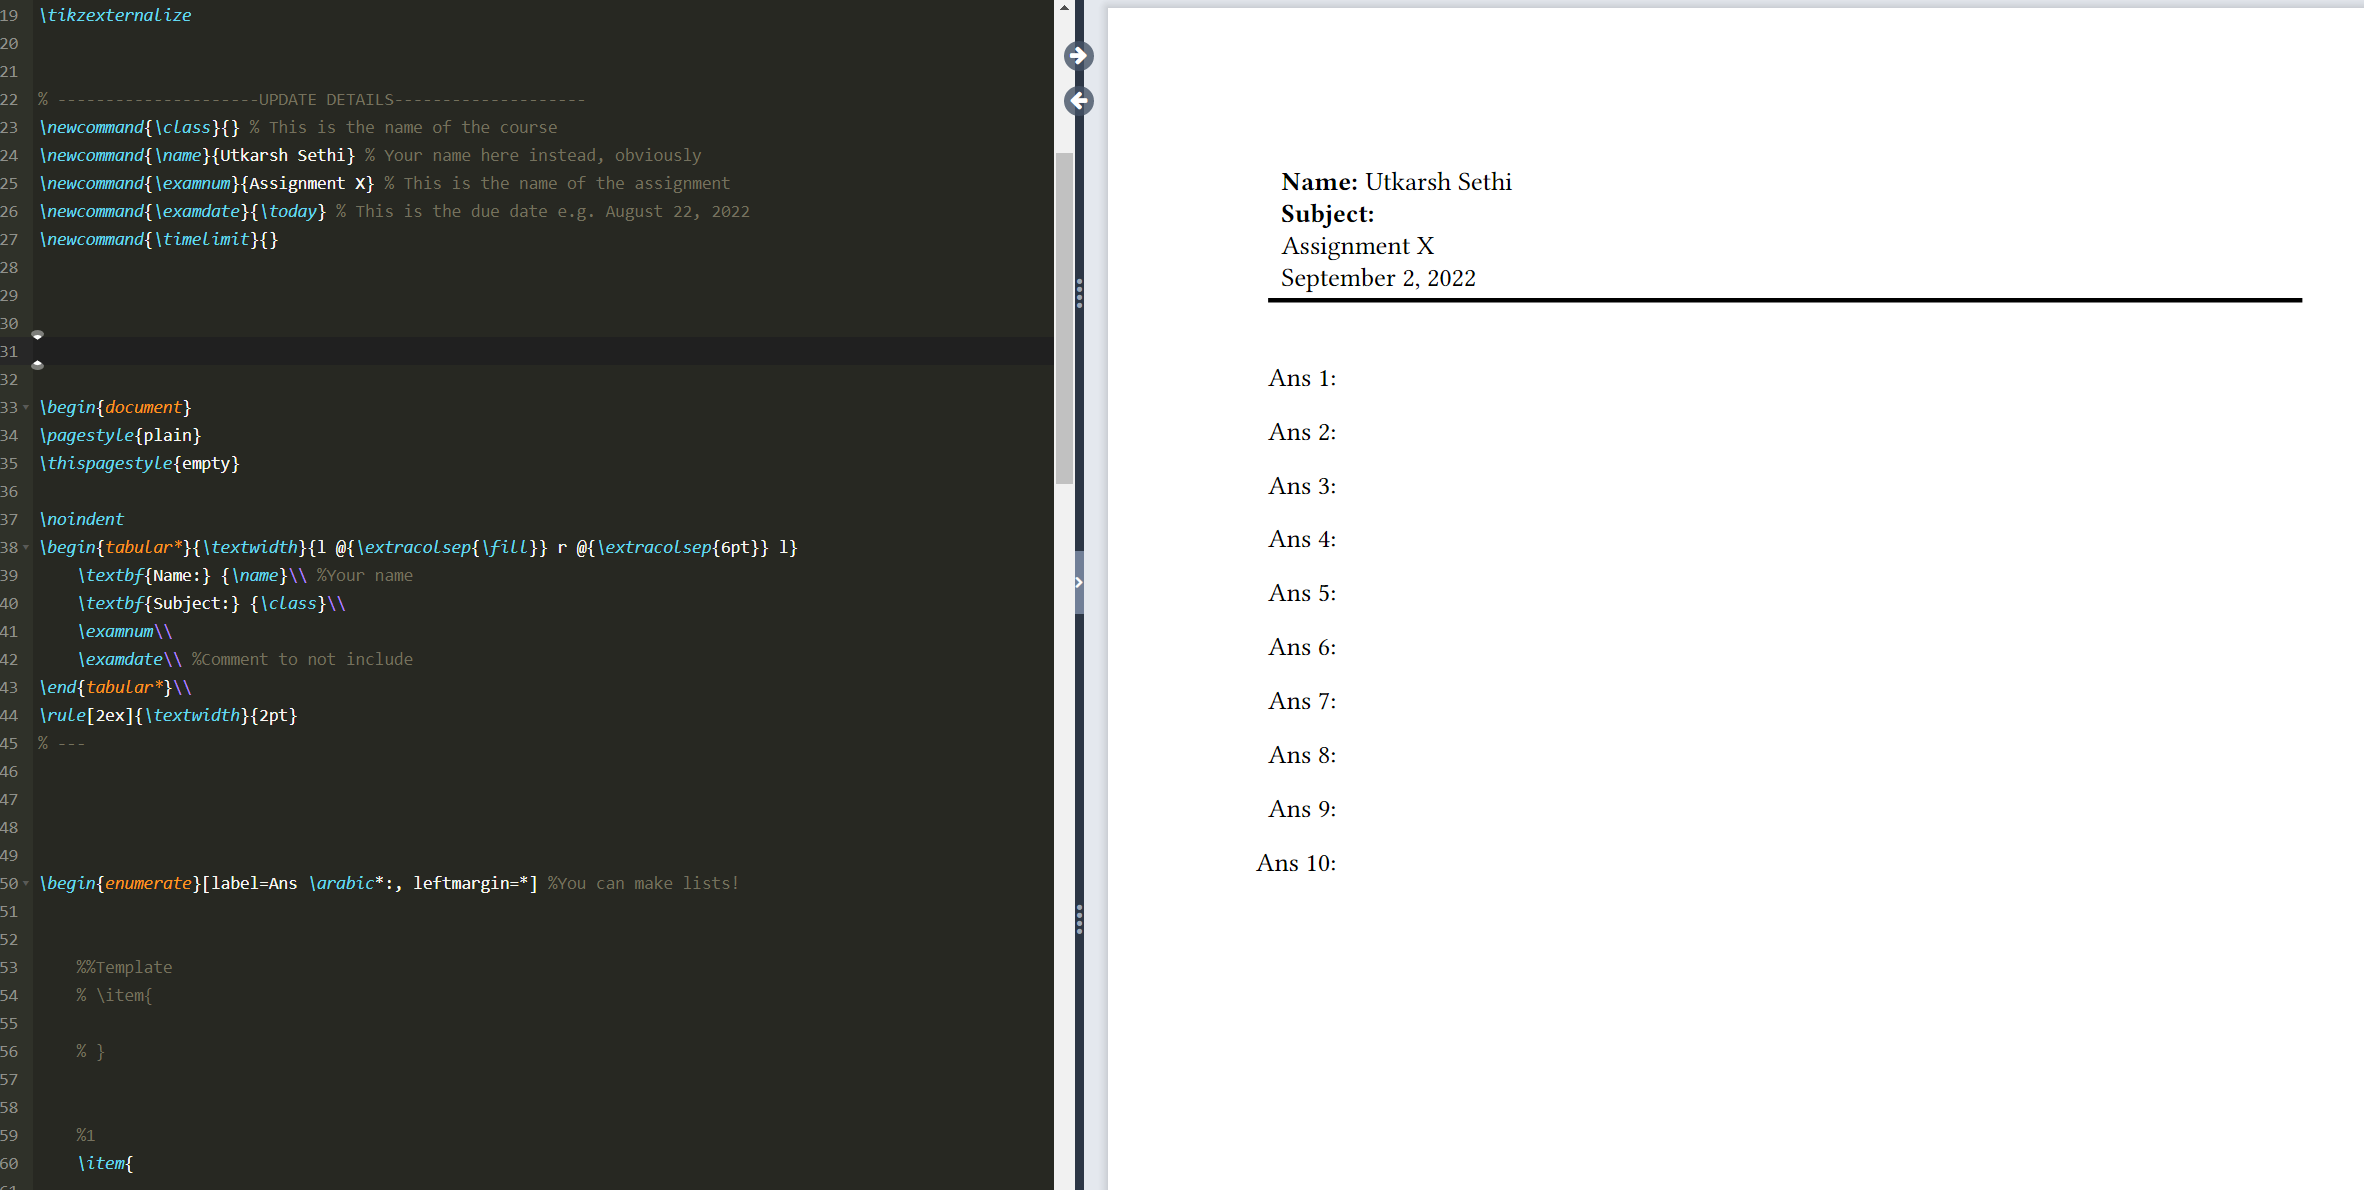 19 \tikzexternalize
20
21
22 % ---------------------UPDATE DETAILS--------------------
23 \newcommand{\class}{} % This is the name of the course
24 \newcommand{\name}{Utkarsh Sethi} % Your name here instead, obviously
25 \newcommand{\examnum}{Assignment X} % This is the name of the assignment
26 \newcommand{\examdate}{\today} % This is the due date e.g. August 22, 2022
27 \newcommand{\timelimit}{}
28
29
30
31
32
33 \begin{document}
34 \pagestyle{plain}
35 \thispagestyle{empty}
36
37 \noindent
38 \begin{tabular*}{\textwidth}{l @{\extracolsep{\fill}} r @{\extracolsep{6pt}} l}
39 \textbf{Name:} {\name}\\ %Your name
40 \textbf{Subject:} {\class}\\
41 \examnum\\
42 \examdate\\ %Comment to not include
43 \end{tabular*}\\
44 \rule[2ex]{\textwidth}{2pt}
45 % ---
46
47
48
49
50 \begin{enumerate}[label=Ans \arabic*:, leftmargin=*] %You can make lists!
51
52
53 %%Template
54 % \item{
55
56 % }
57
58
59 %1
60 \item{
61
Name: Utkarsh Sethi
Subject:
Assignment X
September 2, 2022
Ans 1:
Ans 2:
Ans 3:
Ans 4:
Ans 5:
Ans 6:
Ans 7:
Ans 8:
Ans 9:
Ans 10: